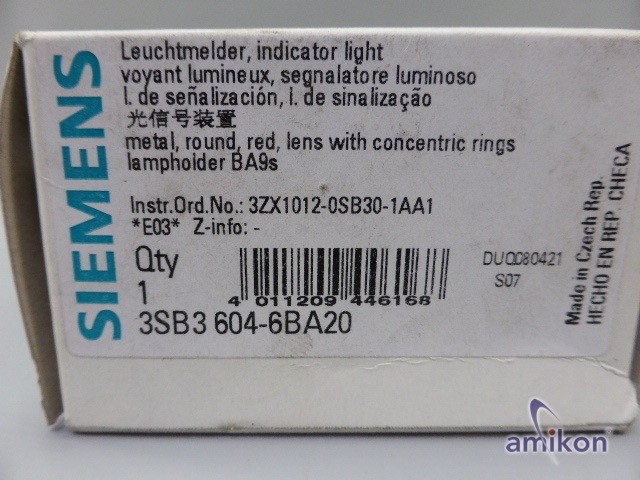 SIEMENS
Leuchtmelder, indicator light
voyant lumineux, segnalatore luminoso
l. de señalización, l. de sinalização
光信号装置
metal, round, red, lens with concentric rings
lampholder BA9s
Instr.Ord.No.: 3ZX1012-0SB30-1AA1
*E03* Z-info: -
Qty
1
4 011209 446168
3SB3 604-6BA20
DUQ080421
S07
Made in Czech Rep.
HECHO EN REP. CHECA
amikon